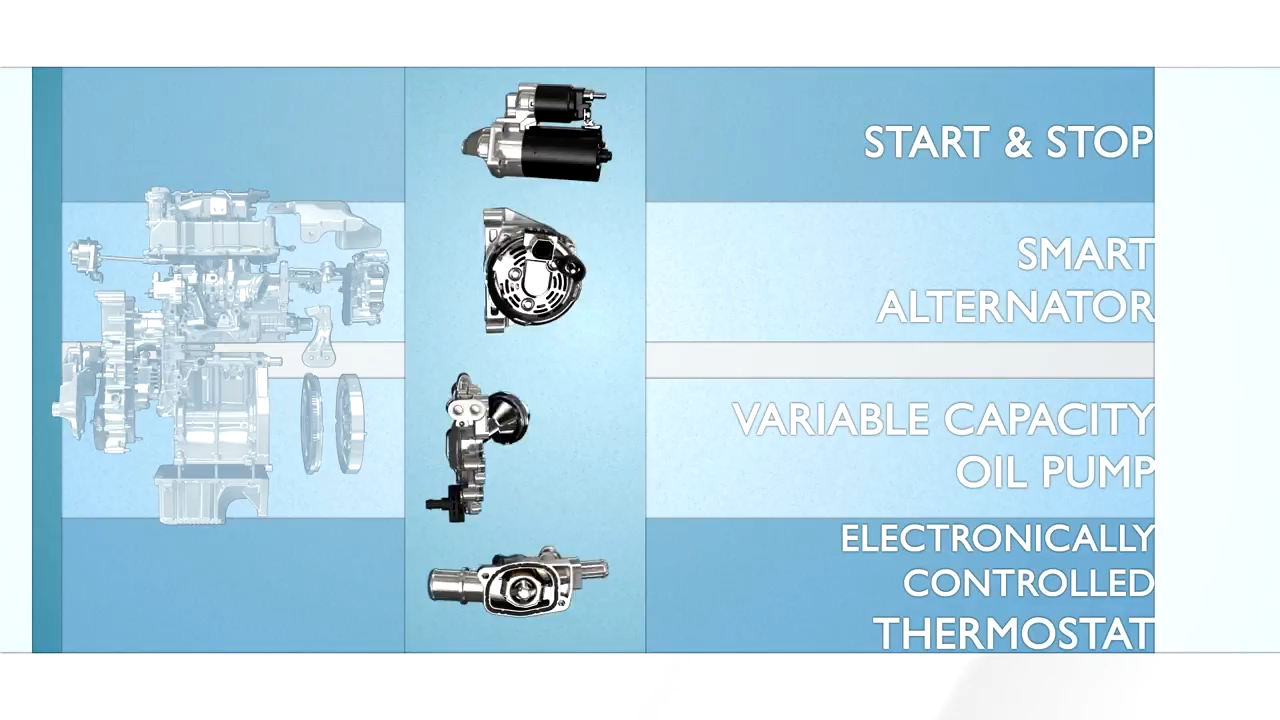 START & STOP
SMART
ALTERNATOR
VARIABLE CAPACITY
OIL PUMP
ELECTRONICALLY
CONTROLLED
THERMOSTAT